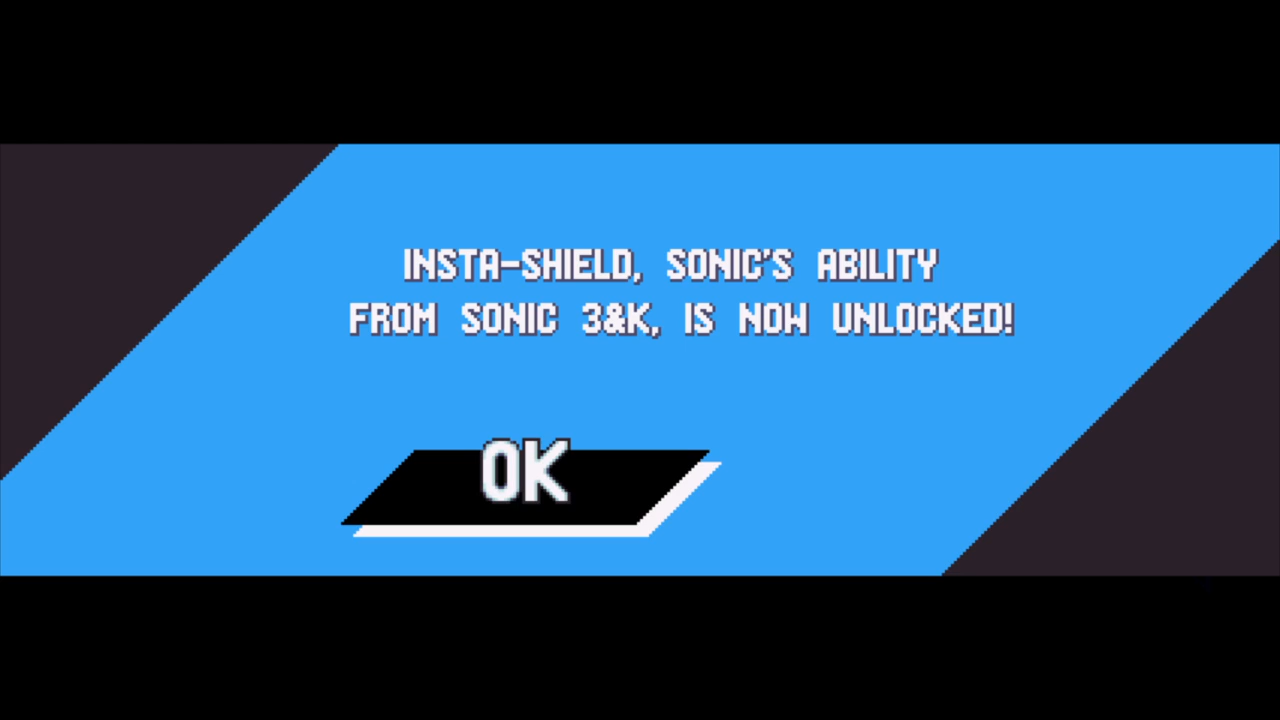 INSTA-SHIELD, SONIC'S ABILITY
FROM SONIC 3&K, IS NOW UNLOCKED!
OK